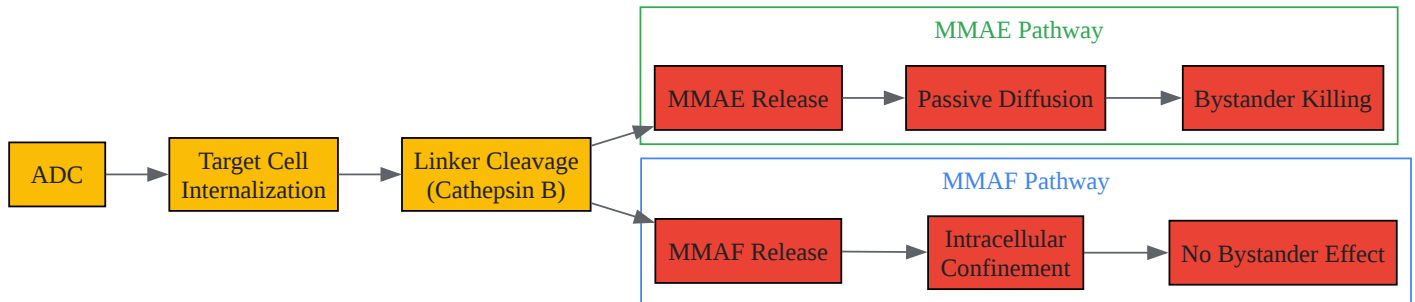 ADC
Target Cell
Internalization
Linker Cleavage
(Cathepsin B)
MMAE Pathway
MMAE Release
Passive Diffusion
Bystander Killing
MMAF Pathway
MMAF Release
Intracellular
Confinement
No Bystander Effect